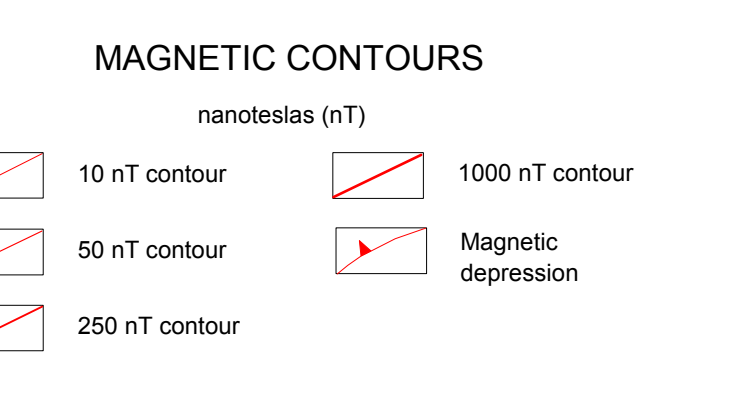 MAGNETIC CONTOURS
nanoteslas (nT)
10 nT contour
50 nT contour
250 nT contour
1000 nT contour
Magnetic
depression